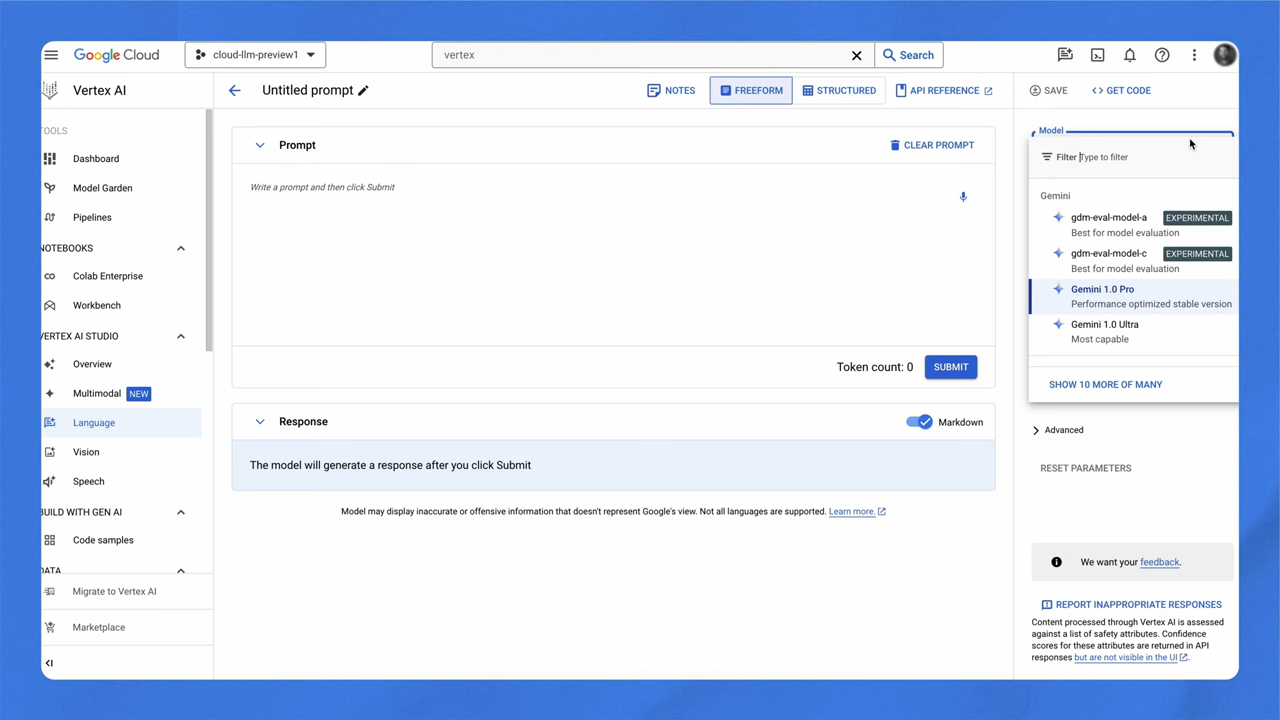 Google Cloud
cloud-llm-preview1
vertex
Search
Vertex AI
Untitled prompt
NOTES
FREEFORM
STRUCTURED
API REFERENCE
SAVE
GET CODE
TOOLS
Dashboard
Model Garden
Pipelines
NOTEBOOKS
Colab Enterprise
Workbench
VERTEX AI STUDIO
Overview
Multimodal NEW
Language
Vision
Speech
BUILD WITH GEN AI
Code samples
DATA
Migrate to Vertex AI
Marketplace
Prompt
CLEAR PROMPT
Write a prompt and then click Submit
Token count: 0
SUBMIT
Response
Markdown
The model will generate a response after you click Submit
Model may display inaccurate or offensive information that doesn't represent Google's view. Not all languages are supported. Learn more.
Model
Filter Type to filter
Gemini
gdm-eval-model-a EXPERIMENTAL
Best for model evaluation
gdm-eval-model-c EXPERIMENTAL
Best for model evaluation
Gemini 1.0 Pro
Performance optimized stable version
Gemini 1.0 Ultra
Most capable
SHOW 10 MORE OF MANY
Advanced
RESET PARAMETERS
We want your feedback.
REPORT INAPPROPRIATE RESPONSES
Content processed through Vertex AI is assessed
against a list of safety attributes. Confidence
scores for these attributes are returned in API
responses but are not visible in the UI.